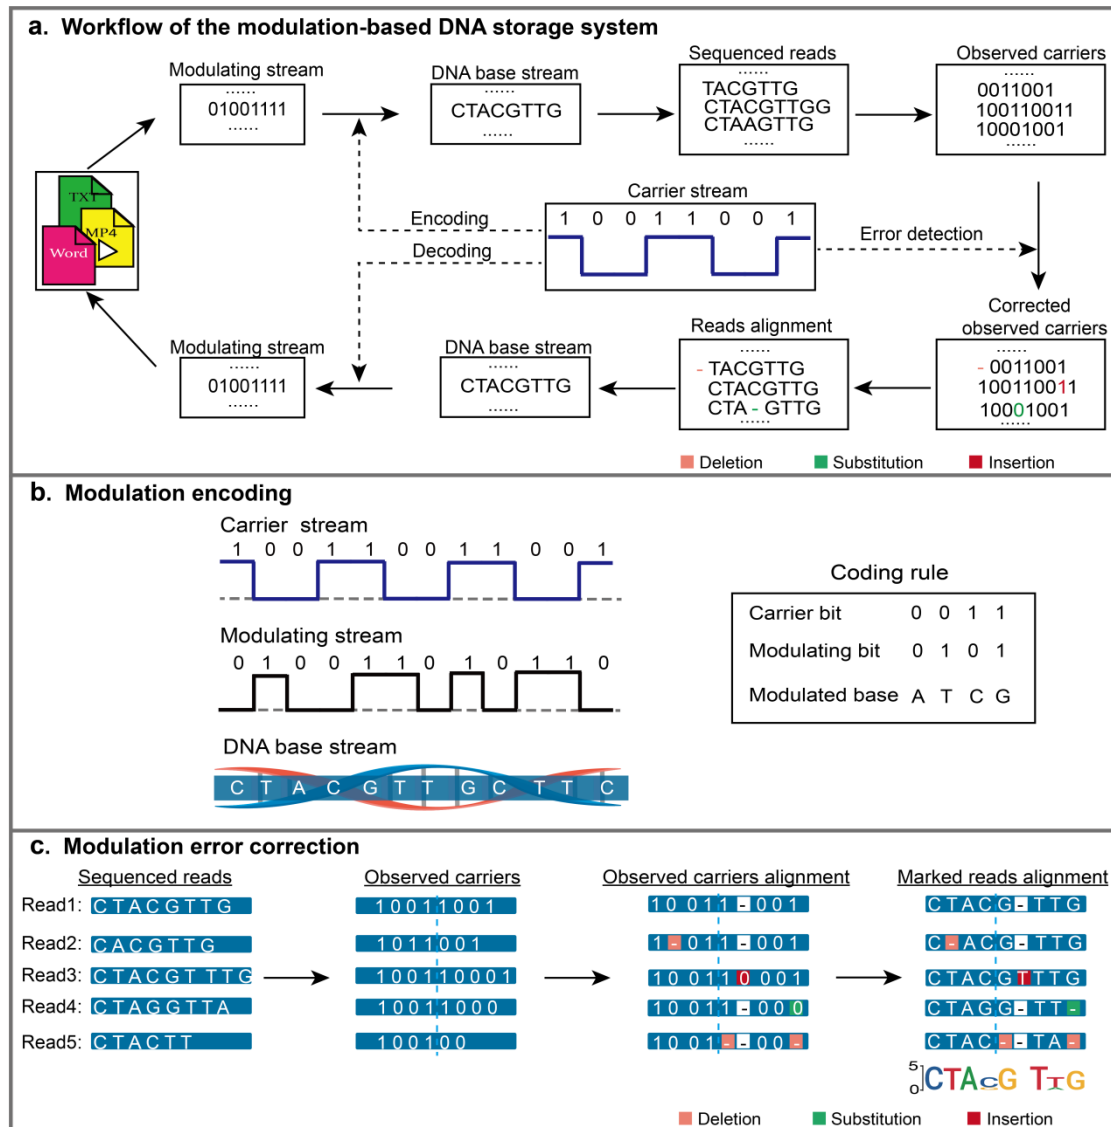 a. Workflow of the modulation-based DNA storage system
Modulating stream
......
01001111
......
DNA base stream
......
CTACGTTG
......
Sequenced reads
......
TACGTTG
CTACGTTGG
CTAAGTTG
......
Observed carriers
......
0011001
100110011
10001001
......
TXT
MP4
Word
Encoding
Decoding
Carrier stream
1 0 0 1 1 0 0 1
Error detection
Modulating stream
......
01001111
......
DNA base stream
......
CTACGTTG
......
Reads alignment
......
- TACGTTG
CTACGTTG
CTA - GTTG
......
Corrected
observed carriers
......
- 0011001
100110011
10001001
......
Deletion Substitution Insertion
b. Modulation encoding
Carrier stream
1 0 0 1 1 0 0 1 1 0 0 1
Modulating stream
0 1 0 0 1 1 0 1 0 1 1 0
DNA base stream
C T A C G T T G C T T C
Coding rule
Carrier bit 0 0 1 1
Modulating bit 0 1 0 1
Modulated base A T C G
c. Modulation error correction
Sequenced reads Observed carriers Observed carriers alignment Marked reads alignment
Read1: CTACGTTG 10011001 10011-001 CTACG-TTG
Read2: CACGTTG 1011001 1-011-001 C-ACG-TTG
Read3: CTACGT TTG 100110001 100110001 CTACGTTTG
Read4: CTAGGTTA 10011000 10011-000 CTAGG-TT-
Read5: CTACTT 100100 1001--00- CTAC--TA-
5
0
CTACG TTG
Deletion Substitution Insertion